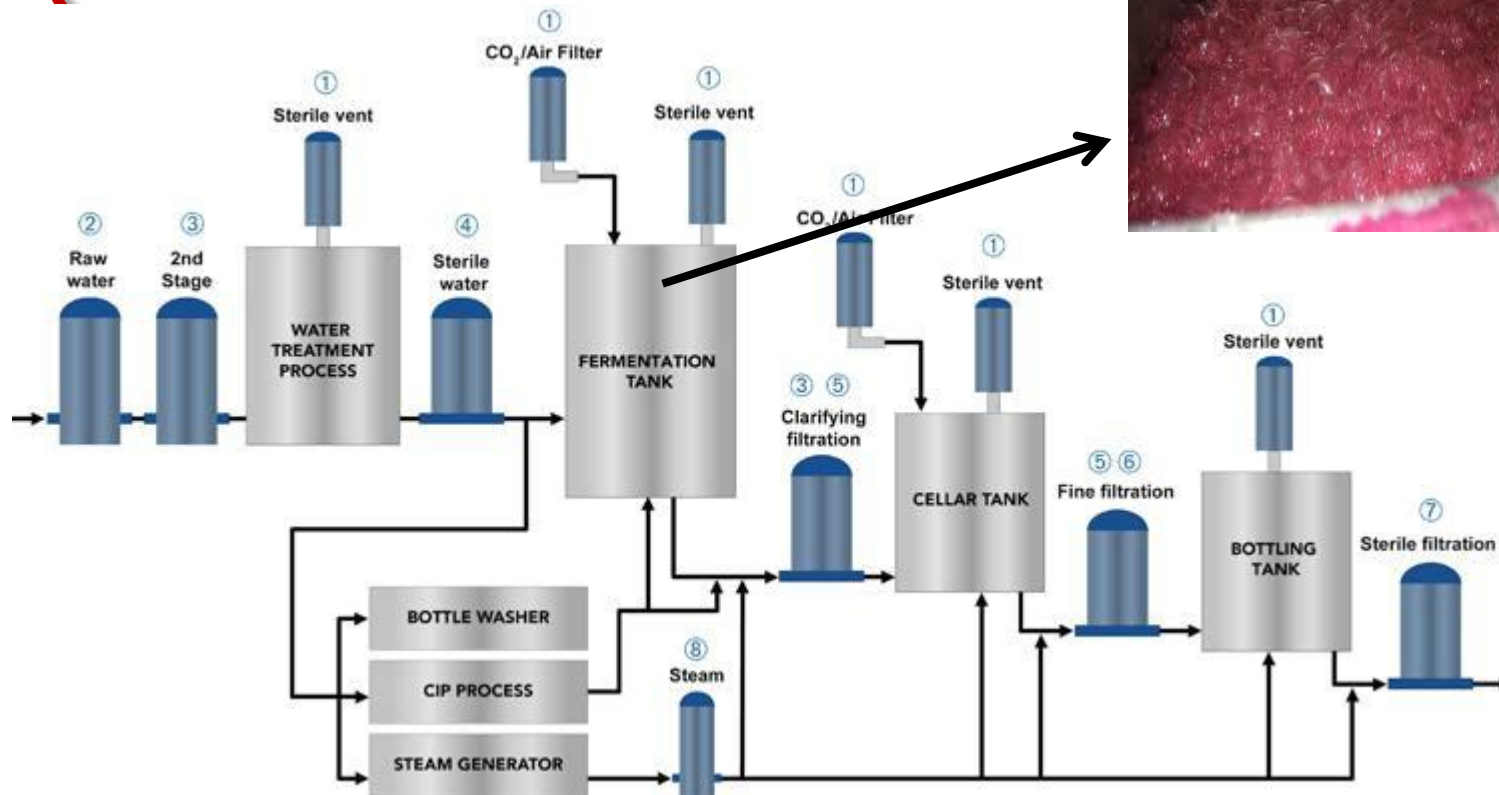 ①
CO₂/Air Filter
①
Sterile vent
①
Sterile vent
②
Raw
water
③
2nd
Stage
WATER
TREATMENT
PROCESS
④
Sterile
water
FERMENTATION
TANK
①
CO₂/Air Filter
①
Sterile vent
③ ⑤
Clarifying
filtration
CELLAR TANK
⑤ ⑥
Fine filtration
①
Sterile vent
BOTTLING
TANK
⑦
Sterile filtration
BOTTLE WASHER
CIP PROCESS
STEAM GENERATOR
⑧
Steam